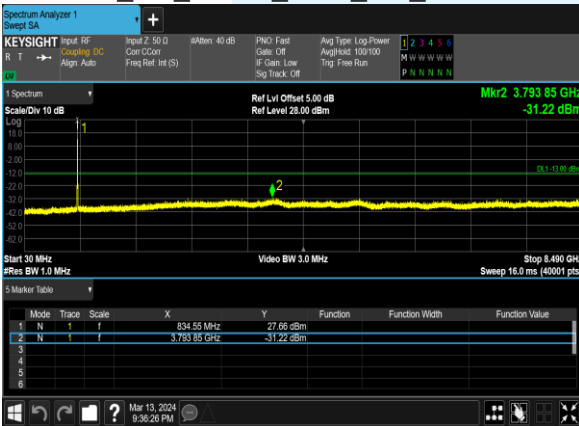 Spectrum Analyzer 1
Swept SA
+
KEYSIGHT Input: RF Input Z: 50 Ω #Atten: 40 dB PNO: Fast Avg Type: Log-Power 1 2 3 4 5 6
R T Coupling: DC Corr CCorr Gate: Off Avg|Hold: 100/100 M W W W W W
Align: Auto Freq Ref: Int (S) IF Gain: Low Trig: Free Run
Sig Track: Off P N N N N N
LV
1 Spectrum Ref Lvl Offset 5.00 dB Mkr2 3.793 85 GHz
Scale/Div 10 dB Ref Level 28.00 dBm -31.22 dBm
Log
18.0 1
8.00
-2.00
-12.0 DL1 -13.00 dBm
-22.0 2
-32.0
-42.0
-52.0
-62.0
Start 30 MHz Video BW 3.0 MHz Stop 8.490 GHz
#Res BW 1.0 MHz Sweep 16.0 ms (40001 pts
5 Marker Table
Mode Trace Scale X Y Function Function Width Function Value
1 N 1 f 834.55 MHz 27.66 dBm
2 N 1 f 3.793 85 GHz -31.22 dBm
3
4
5
6
? Mar 13, 2024
9:36:26 PM